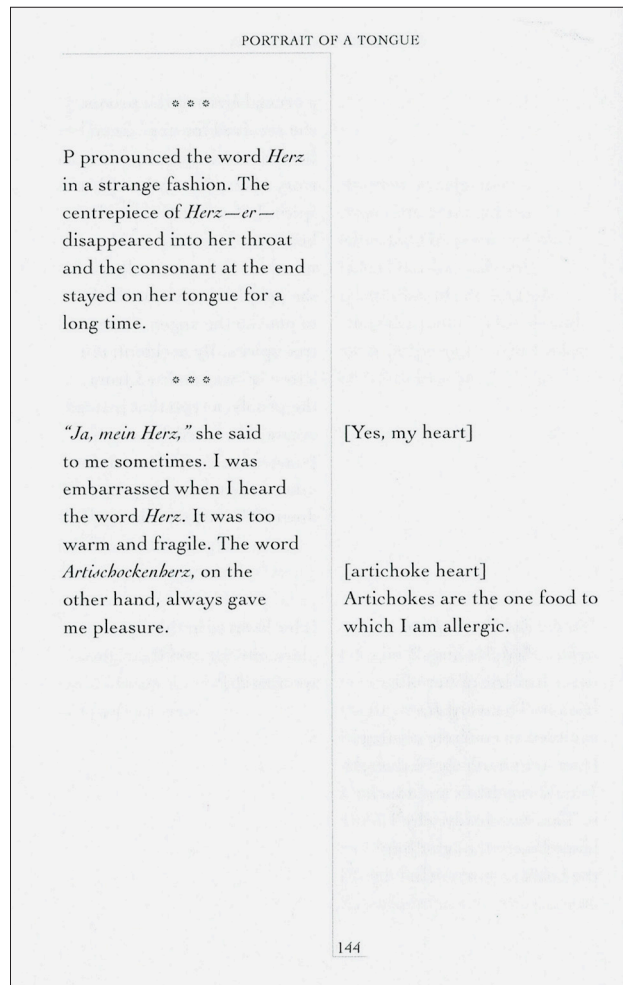 PORTRAIT OF A TONGUE
* * *
P pronounced the word Herz
in a strange fashion. The
centrepiece of Herz—er—
disappeared into her throat
and the consonant at the end
stayed on her tongue for a
long time.
* * *
"Ja, mein Herz," she said
to me sometimes. I was
embarrassed when I heard
the word Herz. It was too
warm and fragile. The word
Artischockenherz, on the
other hand, always gave
me pleasure.
[Yes, my heart]
[artichoke heart]
Artichokes are the one food to
which I am allergic.
144